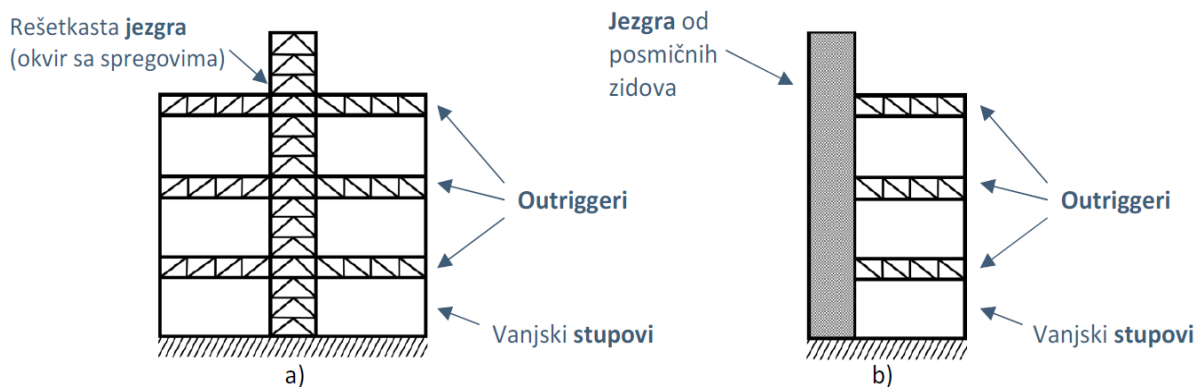 Rešetkasta jezgra
(okvir sa spregovima)
Outriggeri
Vanjski stupovi
a)
Jezgra od
posmičnih
zidova
Outriggeri
Vanjski stupovi
b)